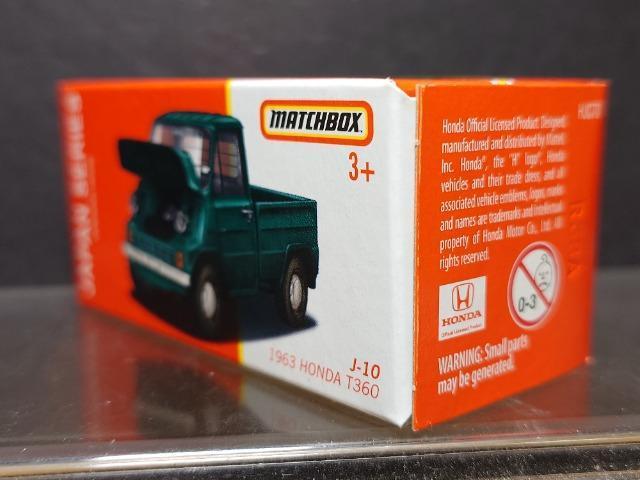 JAPAN SERIES
MATCHBOX
3+
J-10
1963 HONDA T360
Honda Official Licensed Product. Designed
manufactured and distributed by Mattel
Inc. Honda®, the "H" logo®, Honda
vehicles and their trade dress, and all
associated vehicle emblems, logos, marks
and names are trademarks and intellectual
property of Honda Motor Co., Ltd. All
rights reserved.
HONDA
Official Licensed Product
0-3
WARNING: Small parts
may be generated.